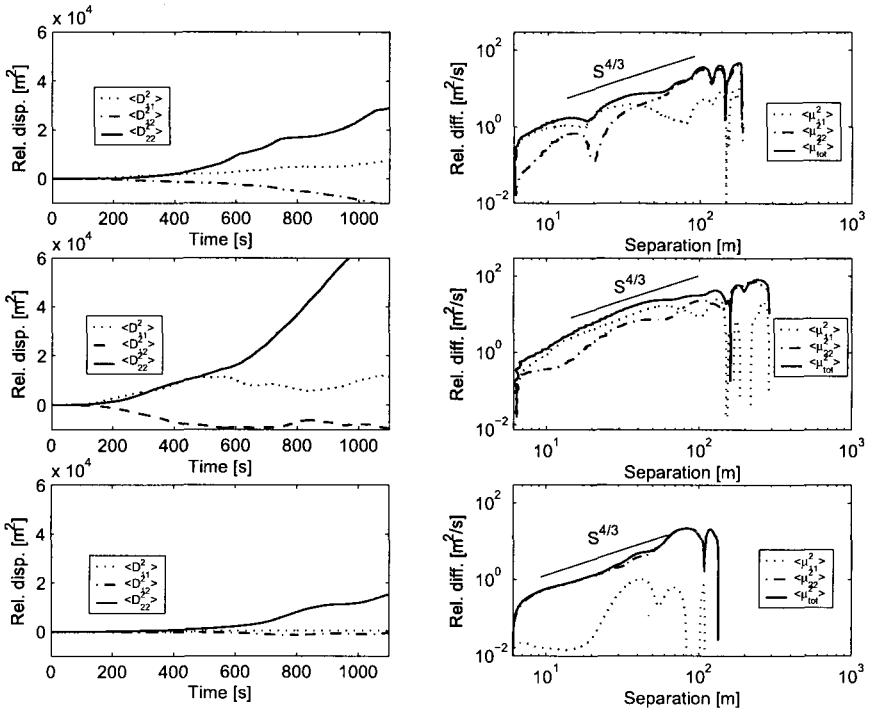 x 10^4
Rel. disp. [m^2]
6
4
2
0
<D^2_11>
<D^2_12>
<D^2_22>
0 200 400 600 800 1000
Time [s]
Rel. diff. [m^2/s]
10^2
10^0
10^-2
S^4/3
<μ^2_11>
<μ^2_22>
<μ^2_tot>
10^1 10^2 10^3
Separation [m]
x 10^4
Rel. disp. [m^2]
6
4
2
0
<D^2_11>
<D^2_12>
<D^2_22>
0 200 400 600 800 1000
Time [s]
Rel. diff. [m^2/s]
10^2
10^0
10^-2
S^4/3
<μ^2_11>
<μ^2_22>
<μ^2_tot>
10^1 10^2 10^3
Separation [m]
x 10^4
Rel. disp. [m^2]
6
4
2
0
<D^2_11>
<D^2_12>
<D^2_22>
0 200 400 600 800 1000
Time [s]
Rel. diff. [m^2/s]
10^2
10^0
10^-2
S^4/3
<μ^2_11>
<μ^2_22>
<μ^2_tot>
10^1 10^2 10^3
Separation [m]